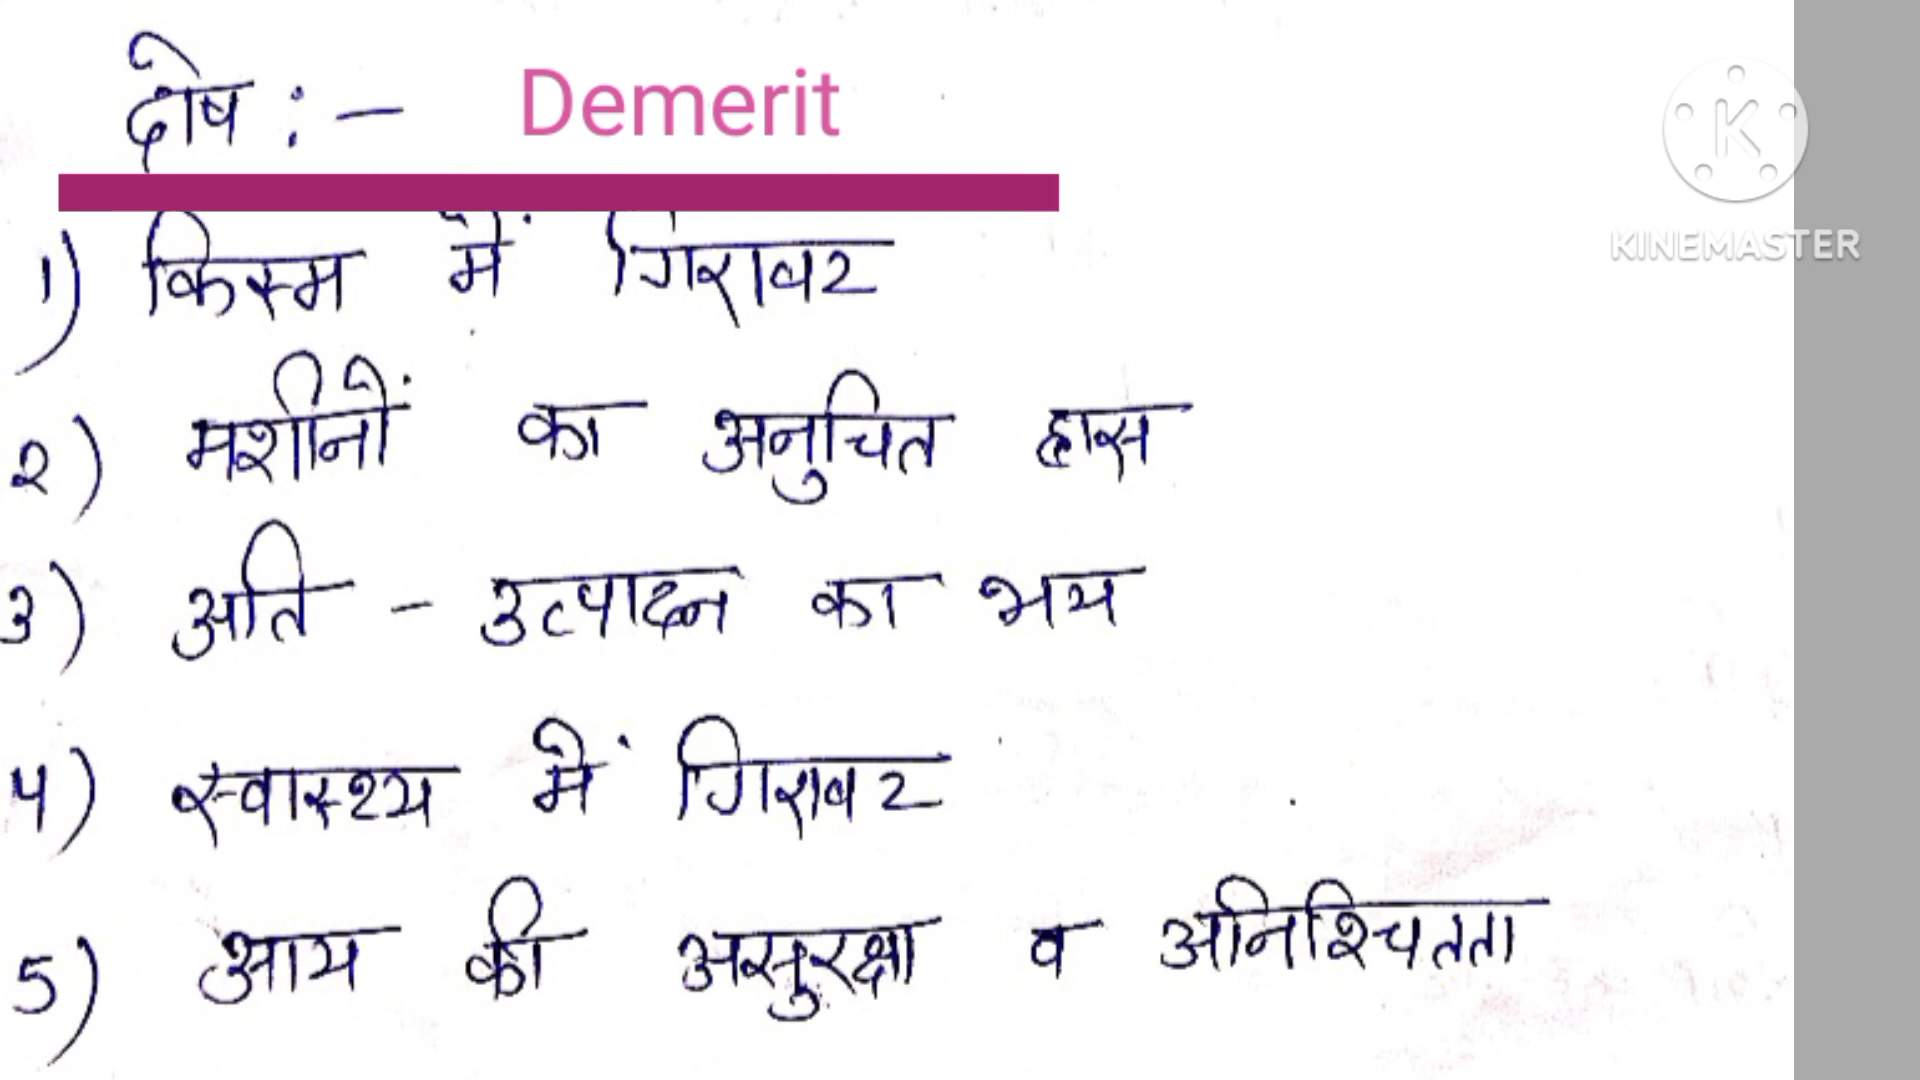 दोष :- Demerit
1) किस्म में गिरावट
2) मशीनों का अनुचित ह्रास
3) अति - उत्पादन का भय
4) स्वास्थ्य में गिरावट
5) आय की असुरक्षा व अनिश्चितता
K
KINEMASTER